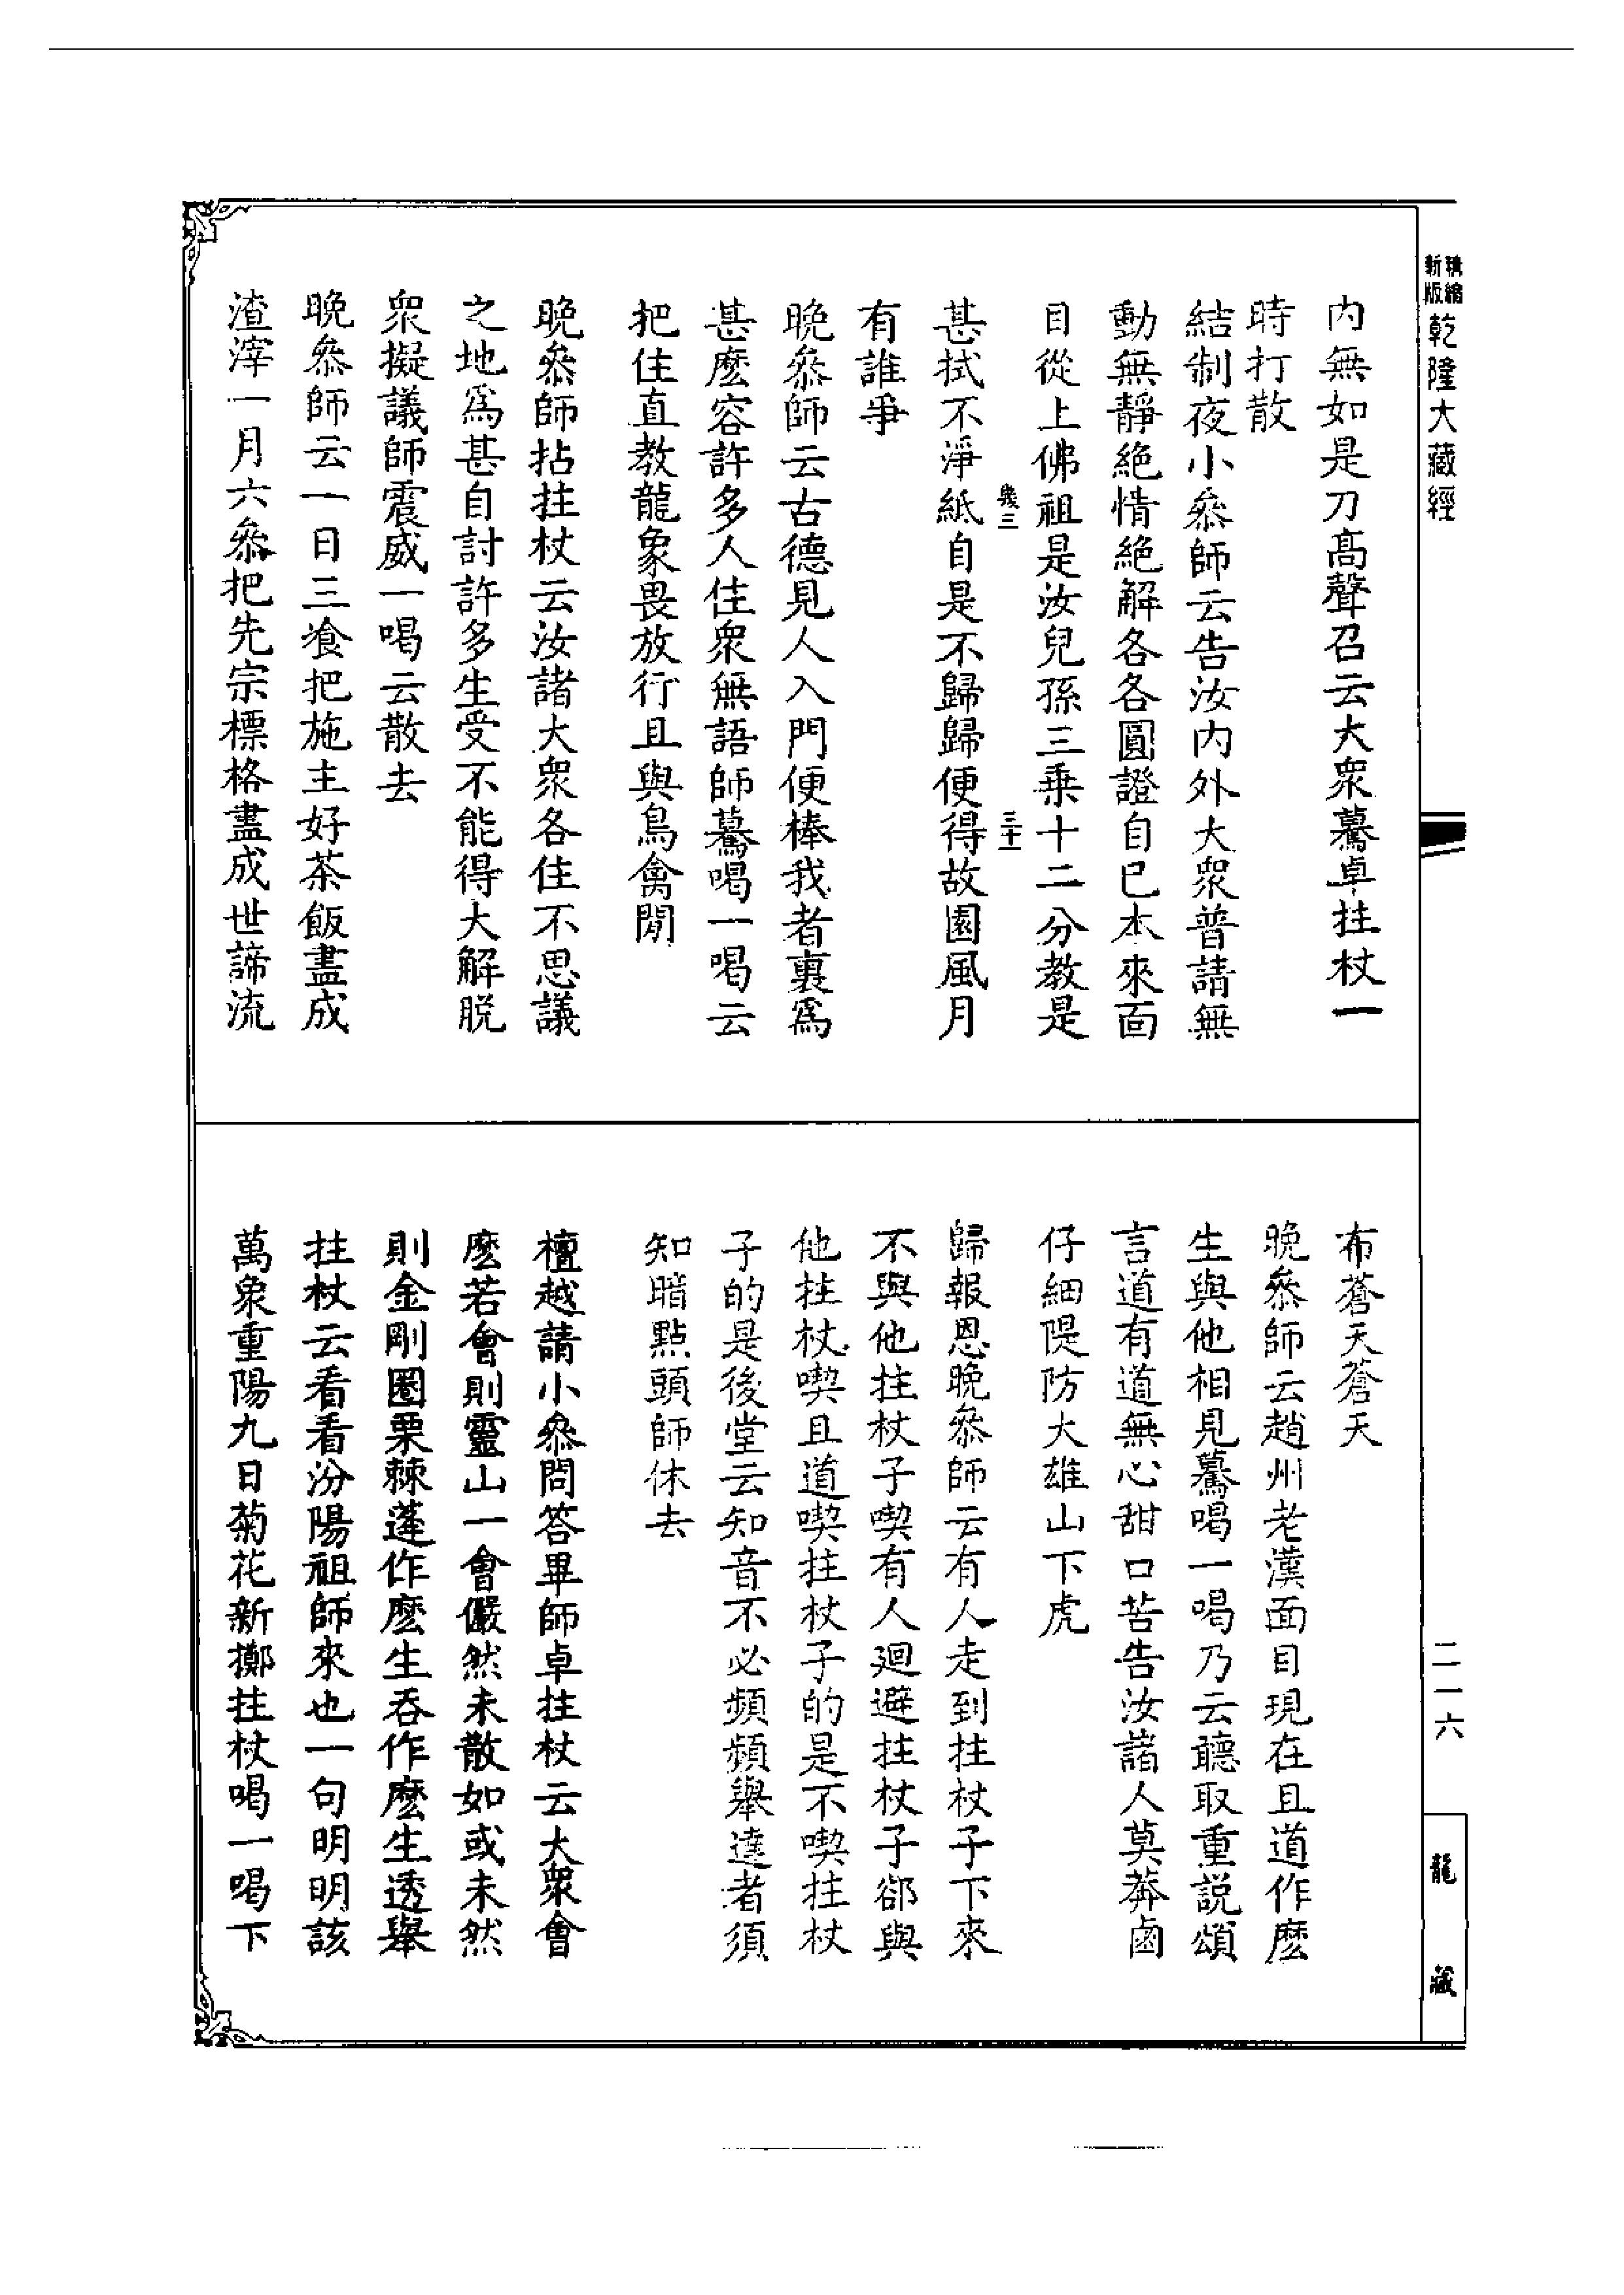 精縮新版乾隆大藏經
內無如是刀高聲召云大衆驀卓拄杖一
時打散
結制夜小叅師云告汝內外大衆普請無
動無靜絕情絕解各各圓證自巳本來面
目從上佛祖是汝兒孫三乗十二分教是
幾三
三十一
甚拭不淨紙自是不歸歸便得故園風月
有誰爭
晚叅師云古德見人入門便棒我者裏爲
甚麽容許多人住衆無語師驀喝一喝云
把住直教龍象畏放行且與鳥禽閒
晚叅師拈拄杖云汝諸大衆各住不思議
之地爲甚自討許多生受不能得大解脫
衆擬議師震威一喝云散去
晚叅師云一日三飡把施主好茶飯盡成
渣滓一月六叅把先宗標格盡成世諦流
布蒼天蒼天
晚叅師云趙州老漢面目現在且道作麽
生與他相見驀喝一喝乃云聽取重説頌
言道有道無心甜口苦告汝諸人莫莽鹵
仔細隄防大雄山下虎
歸報恩晚叅師云有人走到拄杖子下來
不與他拄杖子喫有人廻避拄杖子郤與
他拄杖喫且道喫拄杖子的是不喫拄杖
子的是後堂云知音不必頻頻舉達者須
知暗點頭師休去
檀越請小叅問答畢師卓拄杖云大衆會
麽若會則靈山一會儼然未散如或未然
則金剛圈栗棘蓬作麽生吞作麽生透舉
拄杖云看看汾陽祖師來也一句明明該
萬象重陽九日菊花新擲拄杖喝一喝下
二一六
龍藏